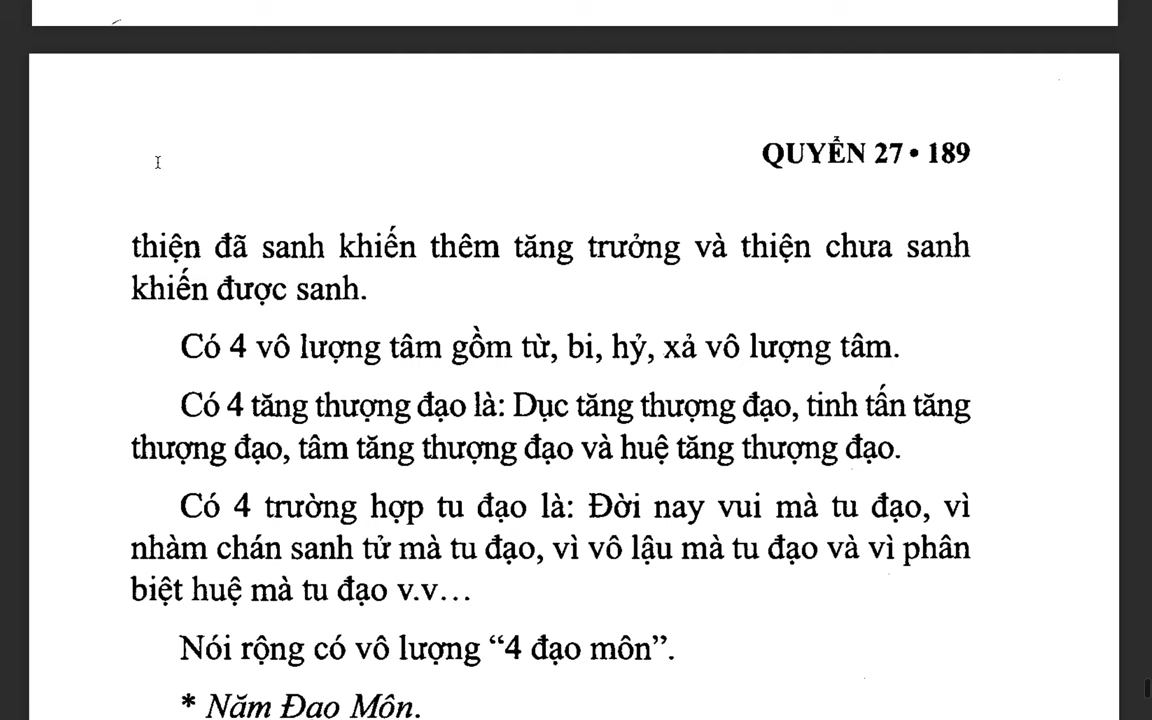 QUYỂN 27 • 189
thiện đã sanh khiến thêm tăng trưởng và thiện chưa sanh
khiến được sanh.
Có 4 vô lượng tâm gồm từ, bi, hỷ, xả vô lượng tâm.
Có 4 tăng thượng đạo là: Dục tăng thượng đạo, tinh tấn tăng
thượng đạo, tâm tăng thượng đạo và huệ tăng thượng đạo.
Có 4 trường hợp tu đạo là: Đời nay vui mà tu đạo, vì
nhàm chán sanh tử mà tu đạo, vì vô lậu mà tu đạo và vì phân
biệt huệ mà tu đạo v.v…
Nói rộng có vô lượng “4 đạo môn”.
* Năm Đạo Môn.